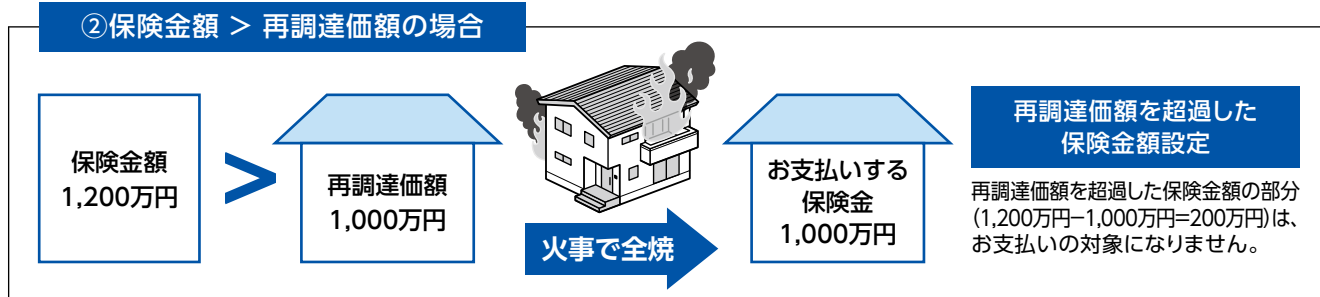 ②保険金額 > 再調達価額の場合
保険金額
1,200万円
>
再調達価額
1,000万円
火事で全焼
お支払いする
保険金
1,000万円
再調達価額を超過した
保険金額設定
再調達価額を超過した保険金額の部分
(1,200万円−1,000万円=200万円)は、
お支払いの対象になりません。